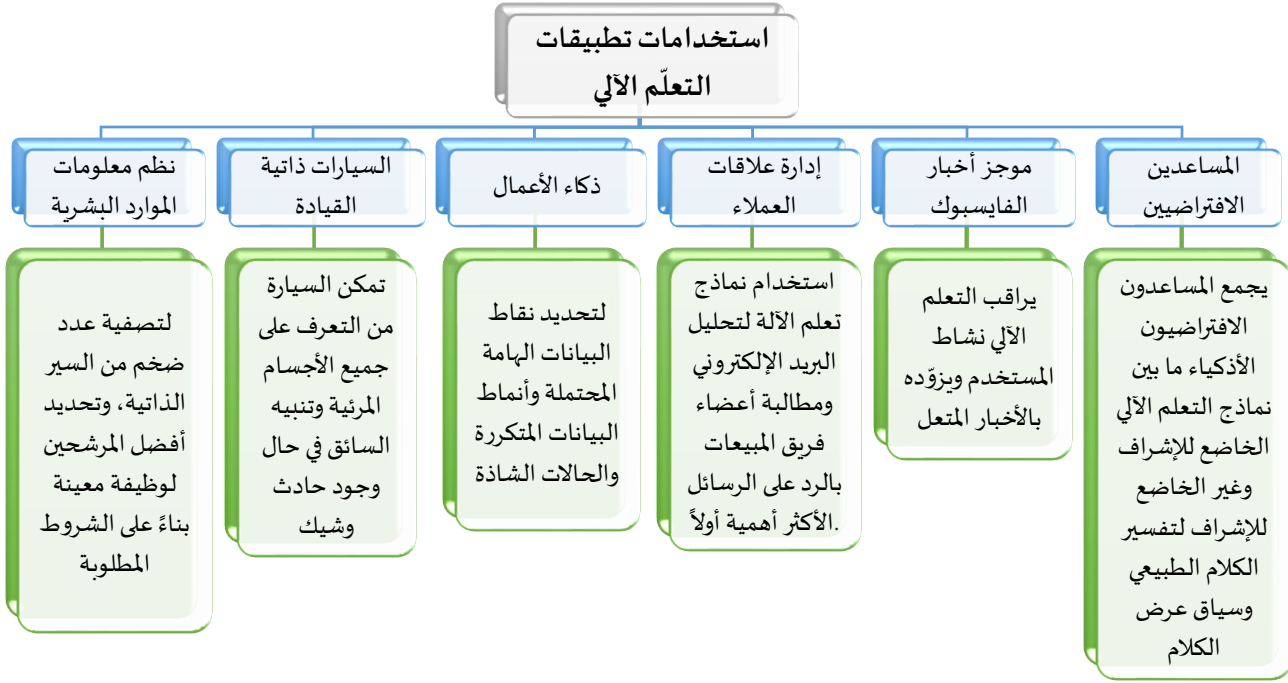 استخدامات تطبيقات
التعلّم الآلي
المساعدين
الافتراضيين
موجز أخبار
الفايسبوك
إدارة علاقات
العملاء
ذكاء الأعمال
السيارات ذاتية
القيادة
نظم معلومات
الموارد البشرية
يجمع المساعدون
الافتراضيون
الأذكياء ما بين
نماذج التعلم الآلي
الخاضع للإشراف
وغير الخاضع
للإشراف لتفسير
الكلام الطبيعي
وسياق عرض
الكلام
يراقب التعلم
الآلي نشاط
المستخدم ويزوّده
بالأخبار المتعل
استخدام نماذج
تعلم الآلة لتحليل
البريد الإلكتروني
ومطالبة أعضاء
فريق المبيعات
بالرد على الرسائل
.الأكثر أهمية أولاً
لتحديد نقاط
البيانات الهامة
المحتملة وأنماط
البيانات المتكررة
والحالات الشاذة
تمكن السيارة
من التعرف على
جميع الأجسام
المرئية وتنبيه
السائق في حال
وجود حادث
وشيك
لتصفية عدد
ضخم من السير
الذاتية، وتحديد
أفضل المرشحين
لوظيفة معينة
بناءً على الشروط
المطلوبة